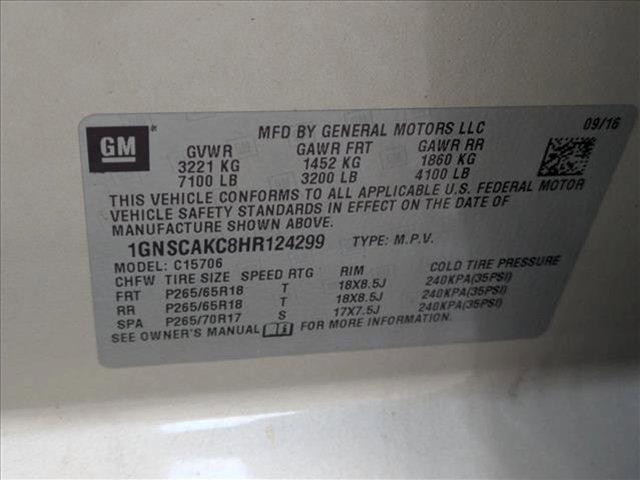 GM
MFD BY GENERAL MOTORS LLC 09/16
GVWR GAWR FRT GAWR RR
3221 KG 1452 KG 1860 KG
7100 LB 3200 LB 4100 LB
THIS VEHICLE CONFORMS TO ALL APPLICABLE U.S. FEDERAL MOTOR
VEHICLE SAFETY STANDARDS IN EFFECT ON THE DATE OF
MANUFACTURE SHOWN ABOVE.
1GNSCAKC8HR124299 TYPE: M.P.V.
MODEL: C15706
CHFW TIRE SIZE SPEED RTG RIM COLD TIRE PRESSURE
FRT P265/65R18 T 18X8.5J 240KPA(35PSI)
RR P265/65R18 T 18X8.5J 240KPA(35PSI)
SPA P265/70R17 S 17X7.5J 240KPA(35PSI)
SEE OWNER'S MANUAL FOR MORE INFORMATION.